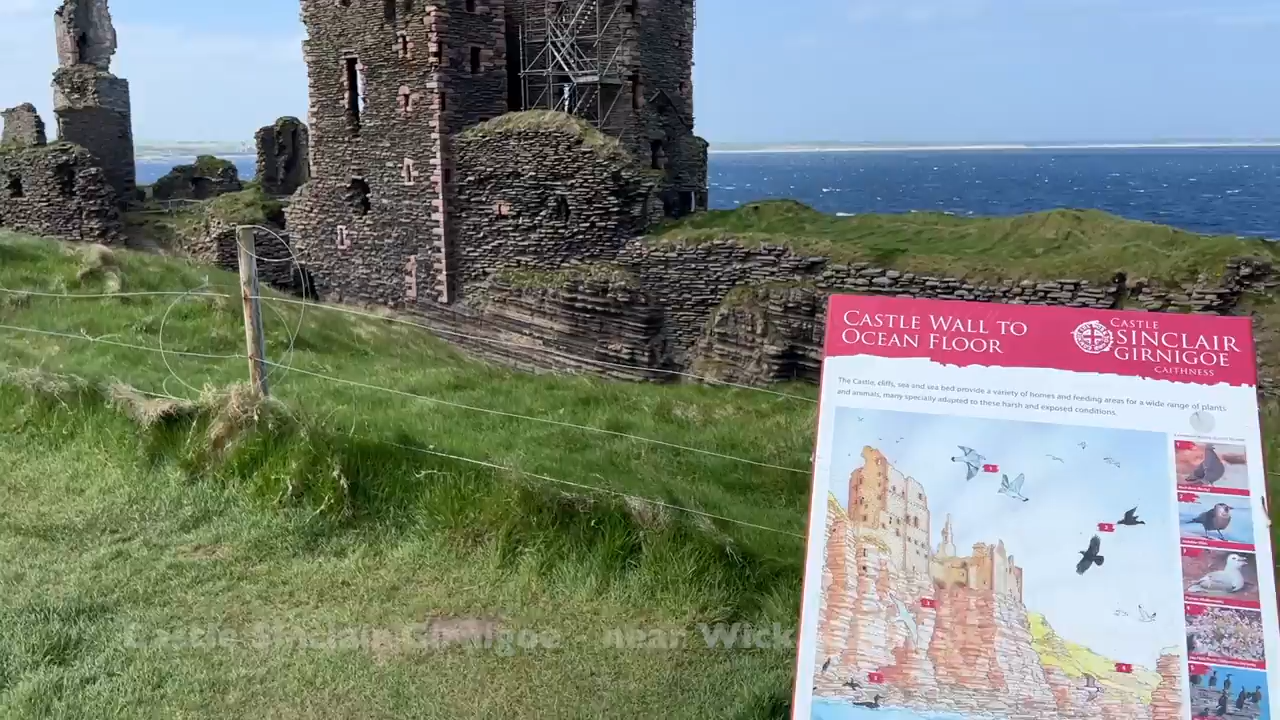 CASTLE WALL TO
OCEAN FLOOR
CASTLE
SINCLAIR
GIRNIGOE
CAITHNESS
The Castle, cliffs, sea and sea bed provide a variety of homes and feeding areas for a wide range of plants
and animals, many specially adapted to these harsh and exposed conditions.
Castle Sinclair Girnigoe near Wick